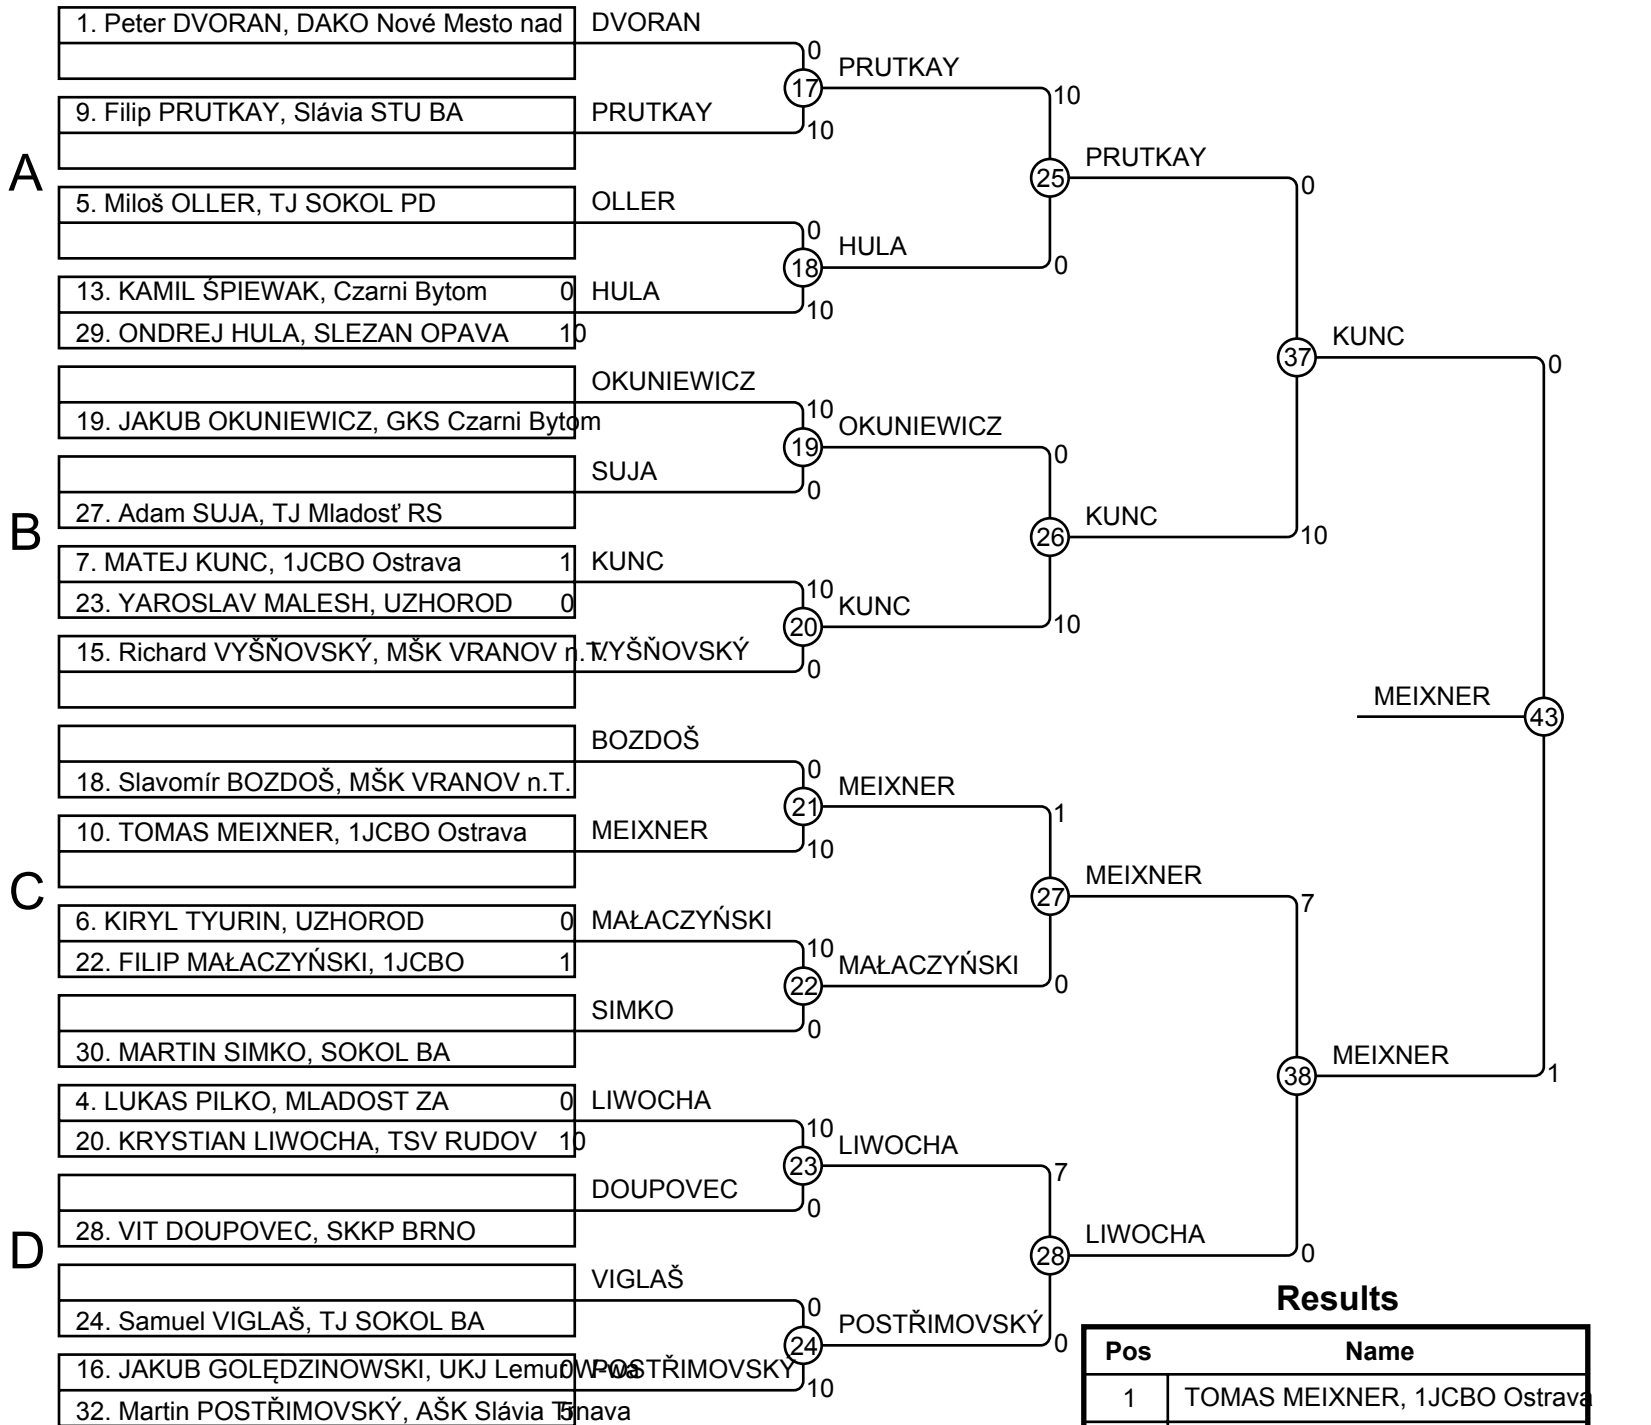 1. Peter DVORAN, DAKO Nové Mesto nad
DVORAN
0
17
PRUTKAY
10
9. Filip PRUTKAY, Slávia STU BA
PRUTKAY
10
A
25
PRUTKAY
0
5. Miloš OLLER, TJ SOKOL PD
OLLER
0
18
HULA
0
13. KAMIL ŚPIEWAK, Czarni Bytom 0
HULA
10
29. ONDREJ HULA, SLEZAN OPAVA 10
37
KUNC
0
OKUNIEWICZ
10
19. JAKUB OKUNIEWICZ, GKS Czarni Bytom
19
OKUNIEWICZ
0
SUJA
0
27. Adam SUJA, TJ Mladosť RS
B
26
KUNC
10
7. MATEJ KUNC, 1JCBO Ostrava 1
KUNC
10
23. YAROSLAV MALESH, UZHOROD 0
20
KUNC
10
15. Richard VYŠŇOVSKÝ, MŠK VRANOV n.T.
VYŠŇOVSKÝ
0
MEIXNER
43
BOZDOŠ
0
18. Slavomír BOZDOŠ, MŠK VRANOV n.T.
21
MEIXNER
1
10. TOMAS MEIXNER, 1JCBO Ostrava
MEIXNER
10
C
27
MEIXNER
7
6. KIRYL TYURIN, UZHOROD 0
MAŁACZYŃSKI
10
22. FILIP MAŁACZYŃSKI, 1JCBO 1
22
MAŁACZYŃSKI
0
SIMKO
0
30. MARTIN SIMKO, SOKOL BA
38
MEIXNER
1
4. LUKAS PILKO, MLADOST ZA 0
LIWOCHA
10
20. KRYSTIAN LIWOCHA, TSV RUDOV 10
23
LIWOCHA
7
DOUPOVEC
0
28. VIT DOUPOVEC, SKKP BRNO
D
28
LIWOCHA
0
VIGLAŠ
0
24. Samuel VIGLAŠ, TJ SOKOL BA
24
POSTŘIMOVSKÝ
0
16. JAKUB GOLĘDZINOWSKI, UKJ Lemur W-wa 0
POSTŘIMOVSKÝ
10
32. Martin POSTŘIMOVSKÝ, AŠK Slávia Trnava 5
Results
Pos Name
1 TOMAS MEIXNER, 1JCBO Ostrava